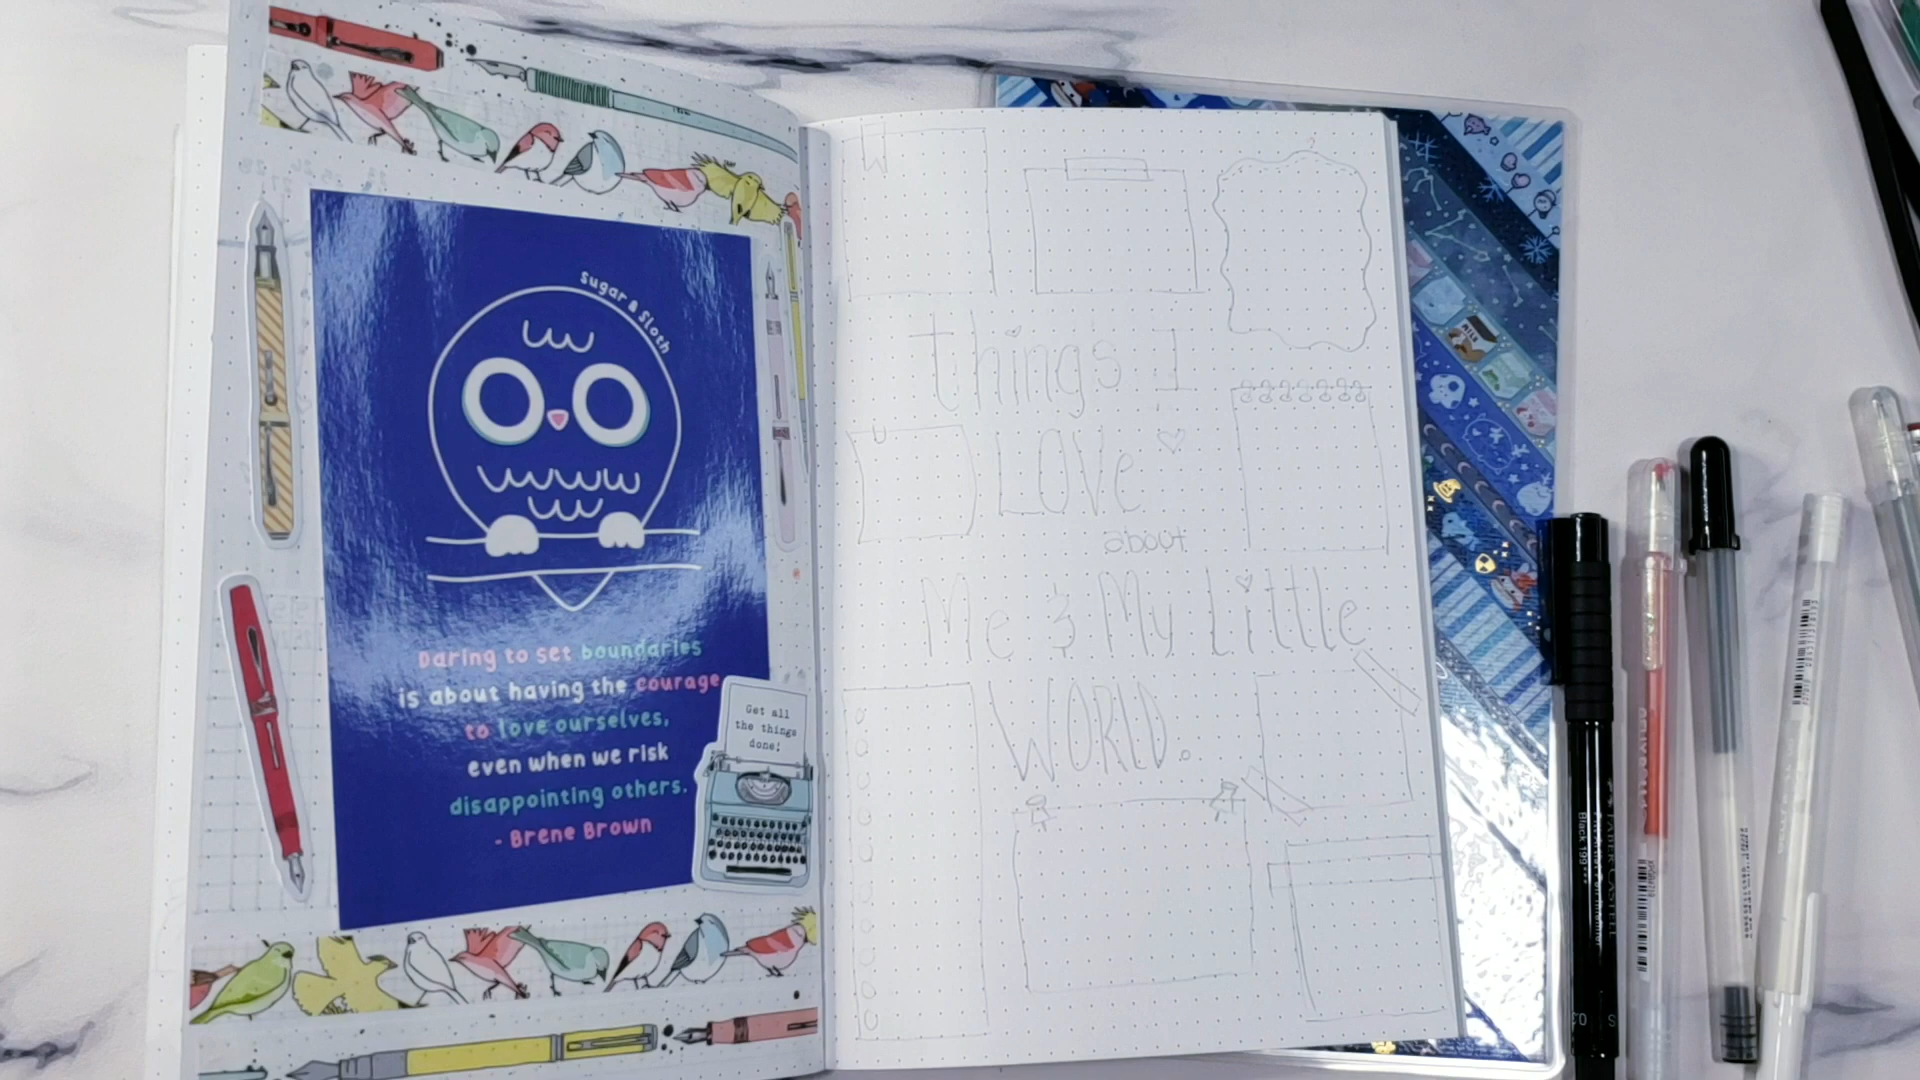 Sugar & Sloth
Daring to set boundaries
is about having the courage
to love ourselves,
even when we risk
disappointing others.
- Brene Brown
Get all
the things
done!
things I
LOVe
about
Me & My Little
WORLD.
MILK
FABER-CASTELL
Black 199***